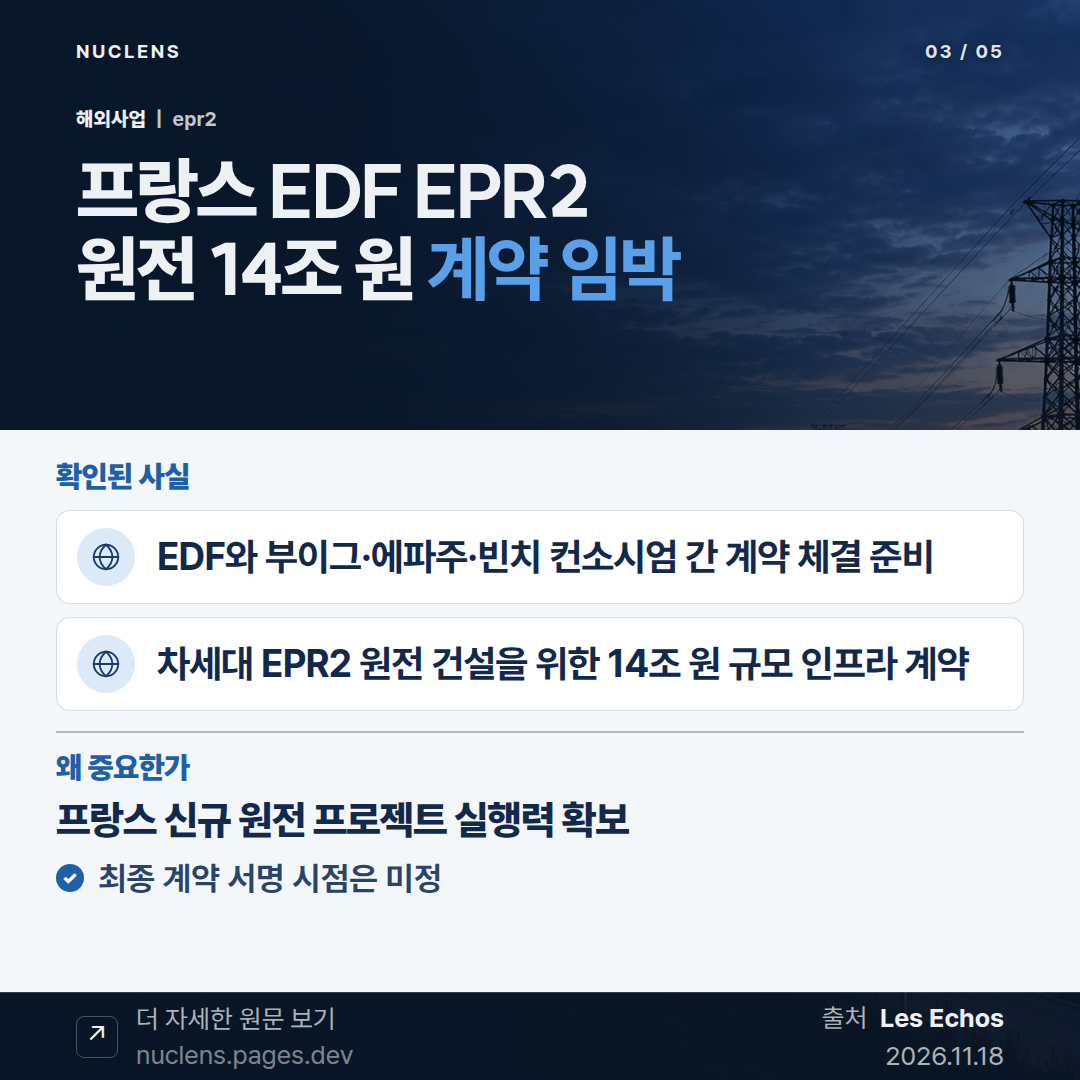 NUCLENS
03 / 05
해외사업 | epr2
프랑스 EDF EPR2
원전 14조 원 계약 임박
확인된 사실
EDF와 부이그·에파주·빈치 컨소시엄 간 계약 체결 준비
차세대 EPR2 원전 건설을 위한 14조 원 규모 인프라 계약
왜 중요한가
프랑스 신규 원전 프로젝트 실행력 확보
최종 계약 서명 시점은 미정
더 자세한 원문 보기
nuclens.pages.dev
출처 Les Echos
2026.11.18